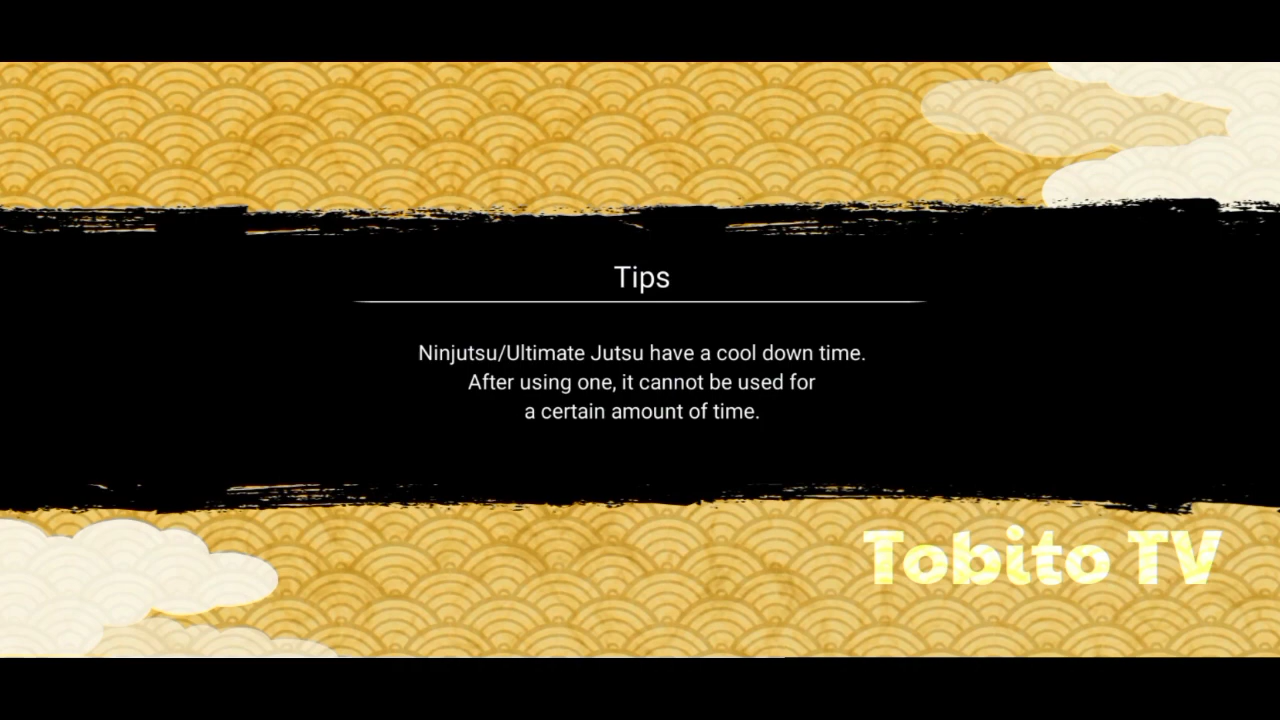 Tips
Ninjutsu/Ultimate Jutsu have a cool down time.
After using one, it cannot be used for
a certain amount of time.
Tobito TV